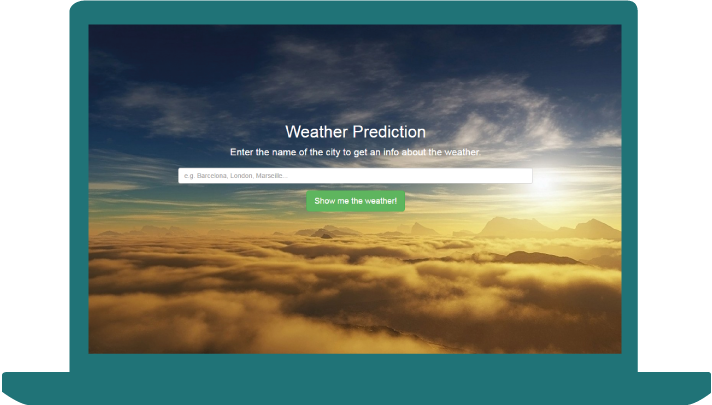 Weather Prediction
Enter the name of the city to get an info about the weather.
e.g. Barcelona, London, Marseille...
Show me the weather!